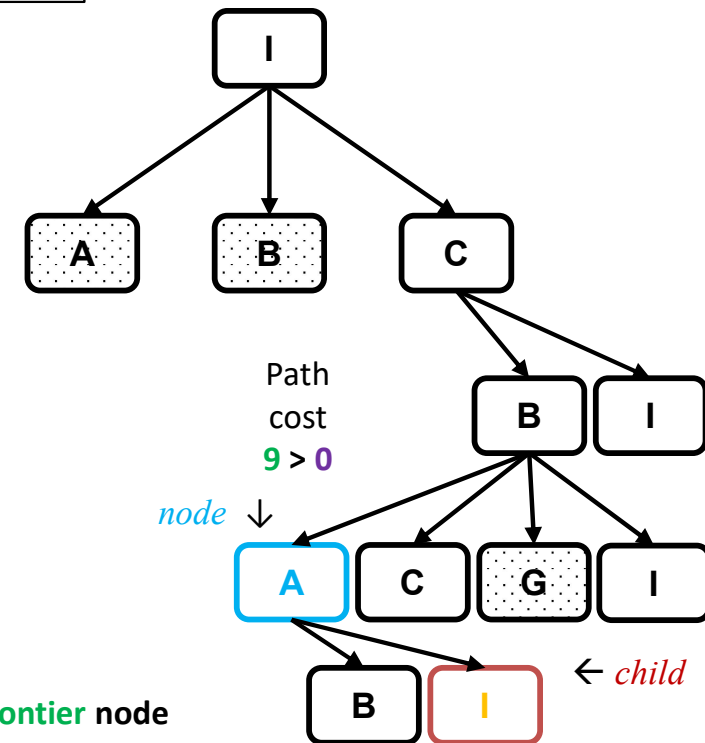 I
A B C
Path
cost
9 > 0
B I
node ↓
A C G I
B I ← child
ontier node